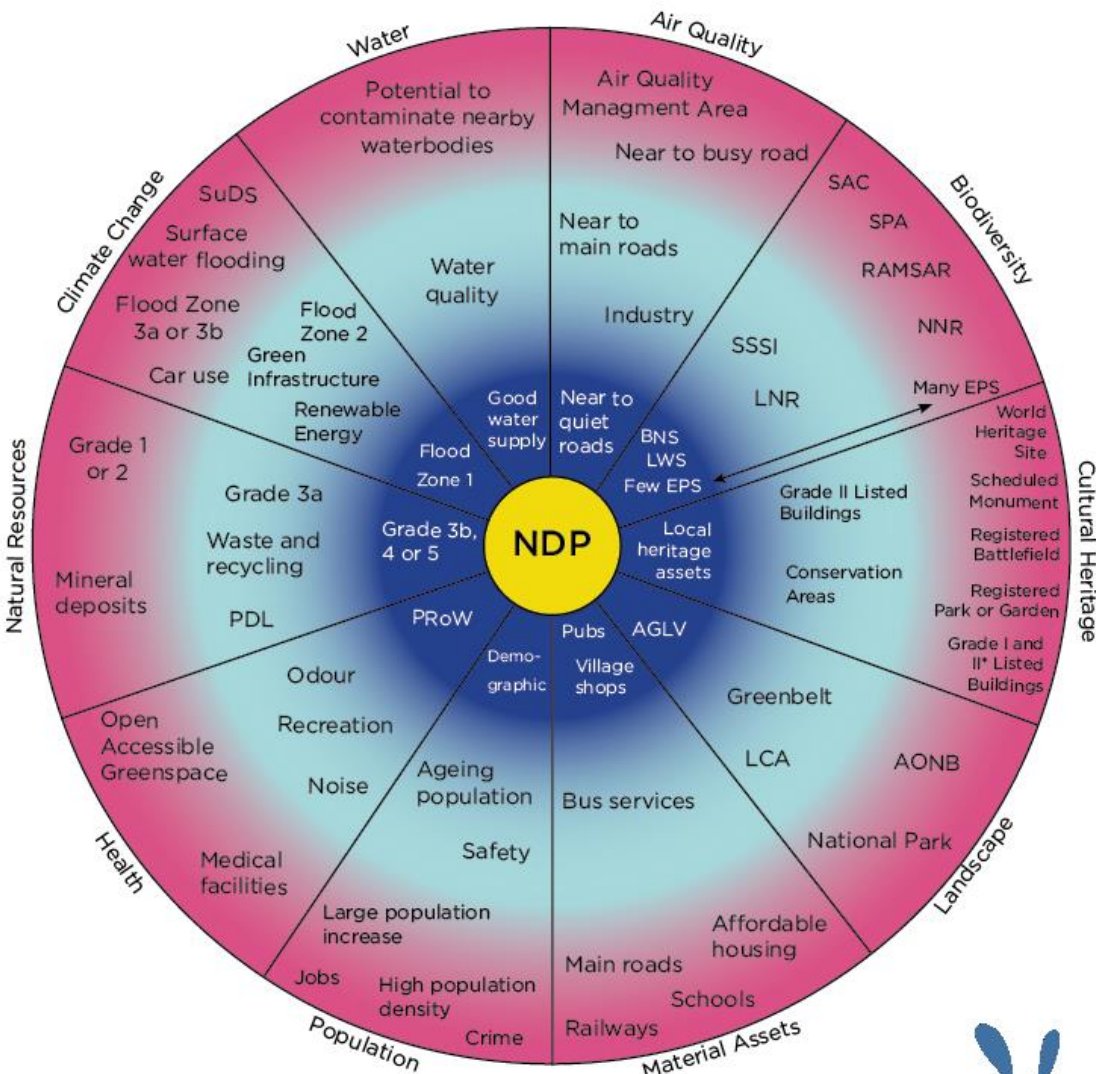 Water
Potential to
contaminate nearby
waterbodies
Water
quality
Good
water
supply
Air Quality
Air Quality
Managment Area
Near to busy road
Near to
main roads
Industry
Near to
quiet
roads
Biodiversity
SAC
SPA
RAMSAR
NNR
Many EPS
SSSI
LNR
BNS
LWS
Few EPS
Cultural Heritage
World
Heritage
Site
Scheduled
Monument
Registered
Battlefield
Registered
Park or Garden
Grade I and
II* Listed
Buildings
Grade II Listed
Buildings
Conservation
Areas
Local
heritage
assets
Landscape
AONB
National Park
Greenbelt
LCA
AGLV
Material Assets
Affordable
housing
Main roads
Schools
Railways
Bus services
Pubs
Village
shops
Population
Large population
increase
Jobs
High population
density
Crime
Ageing
population
Safety
Demo-
graphic
Health
Open
Accessible
Greenspace
Medical
facilities
Odour
Recreation
Noise
PRoW
Natural Resources
Grade 1
or 2
Mineral
deposits
Grade 3a
Waste and
recycling
PDL
Grade 3b,
4 or 5
Climate Change
SuDS
Surface
water flooding
Flood Zone
3a or 3b
Car use
Flood
Zone 2
Green
Infrastructure
Renewable
Energy
Flood
Zone 1
NDP